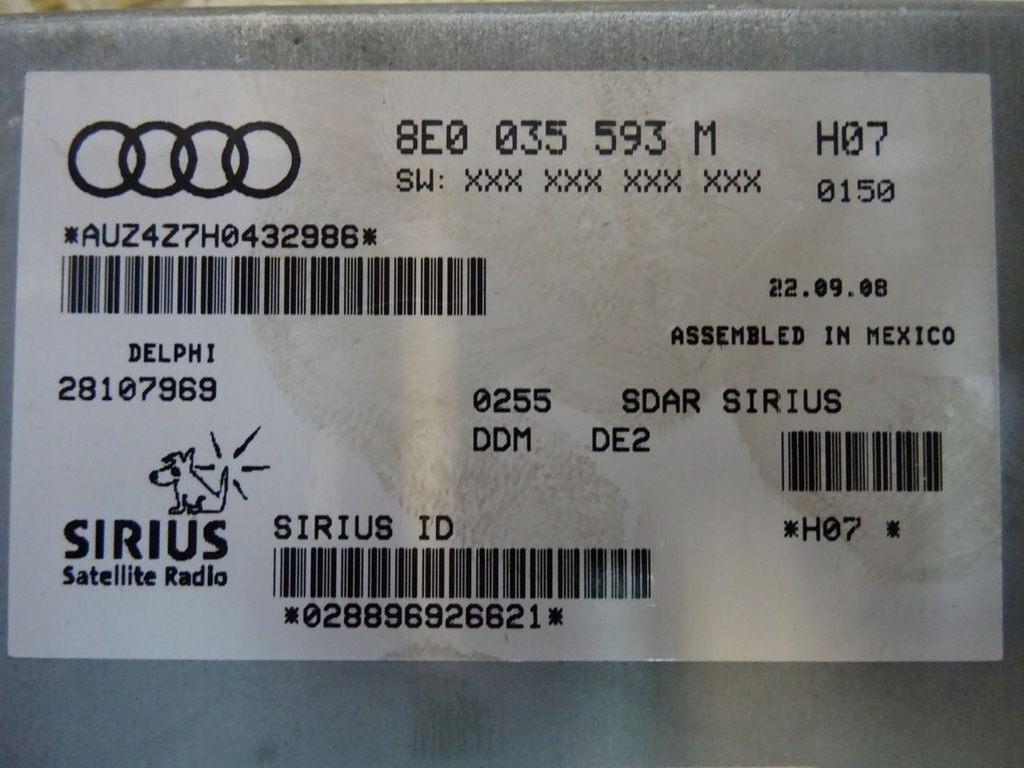 8E0 035 593 M H07
SW: XXX XXX XXX XXX 0150
*AUZ4Z7H0432986*
22.09.08
ASSEMBLED IN MEXICO
DELPHI
28107969
0255 SDAR SIRIUS
DDM DE2
SIRIUS
Satellite Radio
SIRIUS ID
*028896926621*
*H07 *